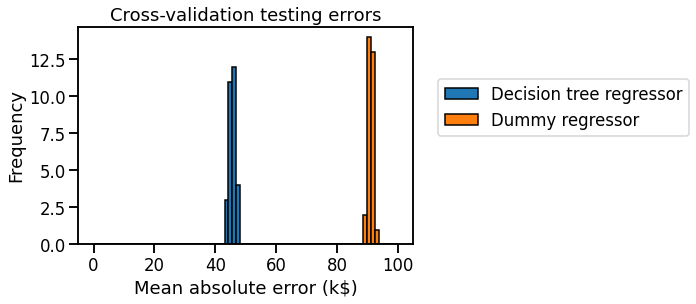 Cross-validation testing errors
Frequency
12.5
10.0
7.5
5.0
2.5
0.0
0 20 40 60 80 100
Mean absolute error (k$)
Decision tree regressor
Dummy regressor